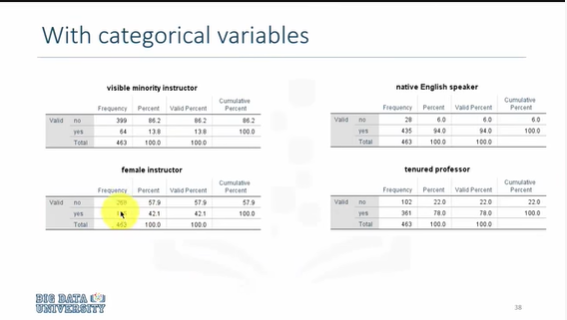 With categorical variables
visible minority instructor
Frequency Percent Valid Percent Cumulative Percent
Valid no 399 86.2 86.2 86.2
yes 64 13.8 13.8 100.0
Total 463 100.0 100.0
native English speaker
Frequency Percent Valid Percent Cumulative Percent
Valid no 28 6.0 6.0 6.0
yes 435 94.0 94.0 100.0
Total 463 100.0 100.0
female instructor
Frequency Percent Valid Percent Cumulative Percent
Valid no 57.9 57.9 57.9
yes 42.1 42.1 100.0
Total 463 100.0 100.0
tenured professor
Frequency Percent Valid Percent Cumulative Percent
Valid no 102 22.0 22.0 22.0
yes 361 78.0 78.0 100.0
Total 463 100.0 100.0
BIG DATA
UNIVERSITY
38